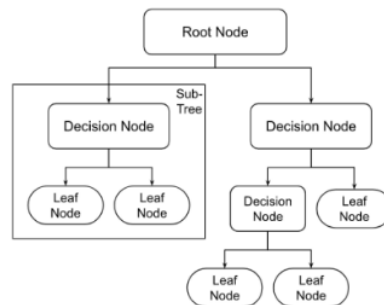 Root Node
Sub-
Tree
Decision Node
Decision Node
Leaf
Node
Leaf
Node
Decision
Node
Leaf
Node
Leaf
Node
Leaf
Node